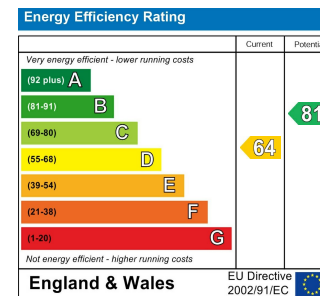 Energy Efficiency Rating
Current
Very energy efficient - lower running costs
(92 plus) A
(81-91) B
81
(69-80) C
64
(55-68) D
(39-54) E
(21-38) F
(1-20) G
Not energy efficient - higher running costs
England & Wales
EU Directive
2002/91/EC